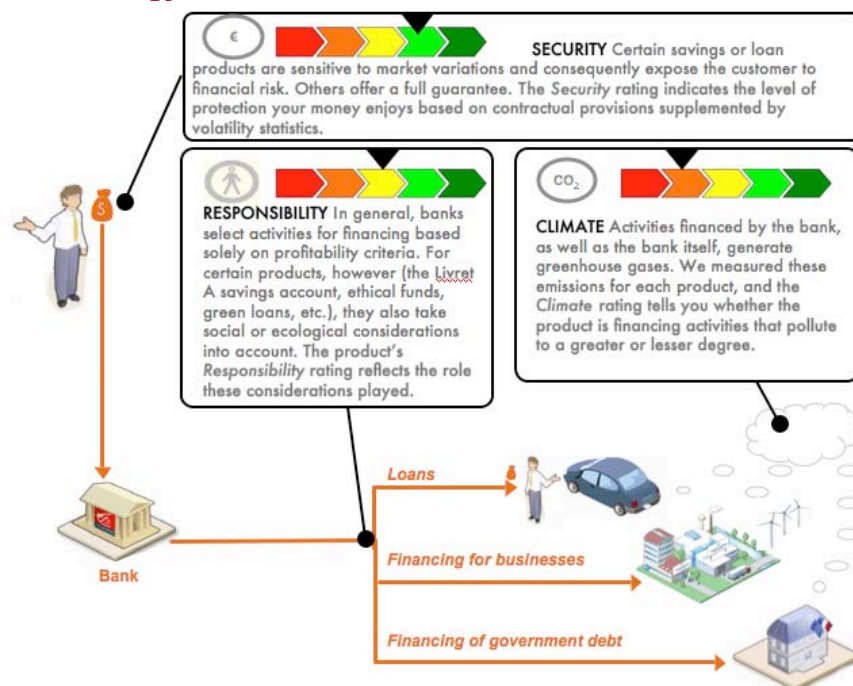 €
SECURITY Certain savings or loan
products are sensitive to market variations and consequently expose the customer to
financial risk. Others offer a full guarantee. The Security rating indicates the level of
protection your money enjoys based on contractual provisions supplemented by
volatility statistics.
RESPONSIBILITY In general, banks
select activities for financing based
solely on profitability criteria. For
certain products, however (the Livret
A savings account, ethical funds,
green loans, etc.), they also take
social or ecological considerations
into account. The product's
Responsibility rating reflects the role
these considerations played.
CO₂
CLIMATE Activities financed by the bank,
as well as the bank itself, generate
greenhouse gases. We measured these
emissions for each product, and the
Climate rating tells you whether the
product is financing activities that pollute
to a greater or lesser degree.
$
Bank
Loans
Financing for businesses
Financing of government debt